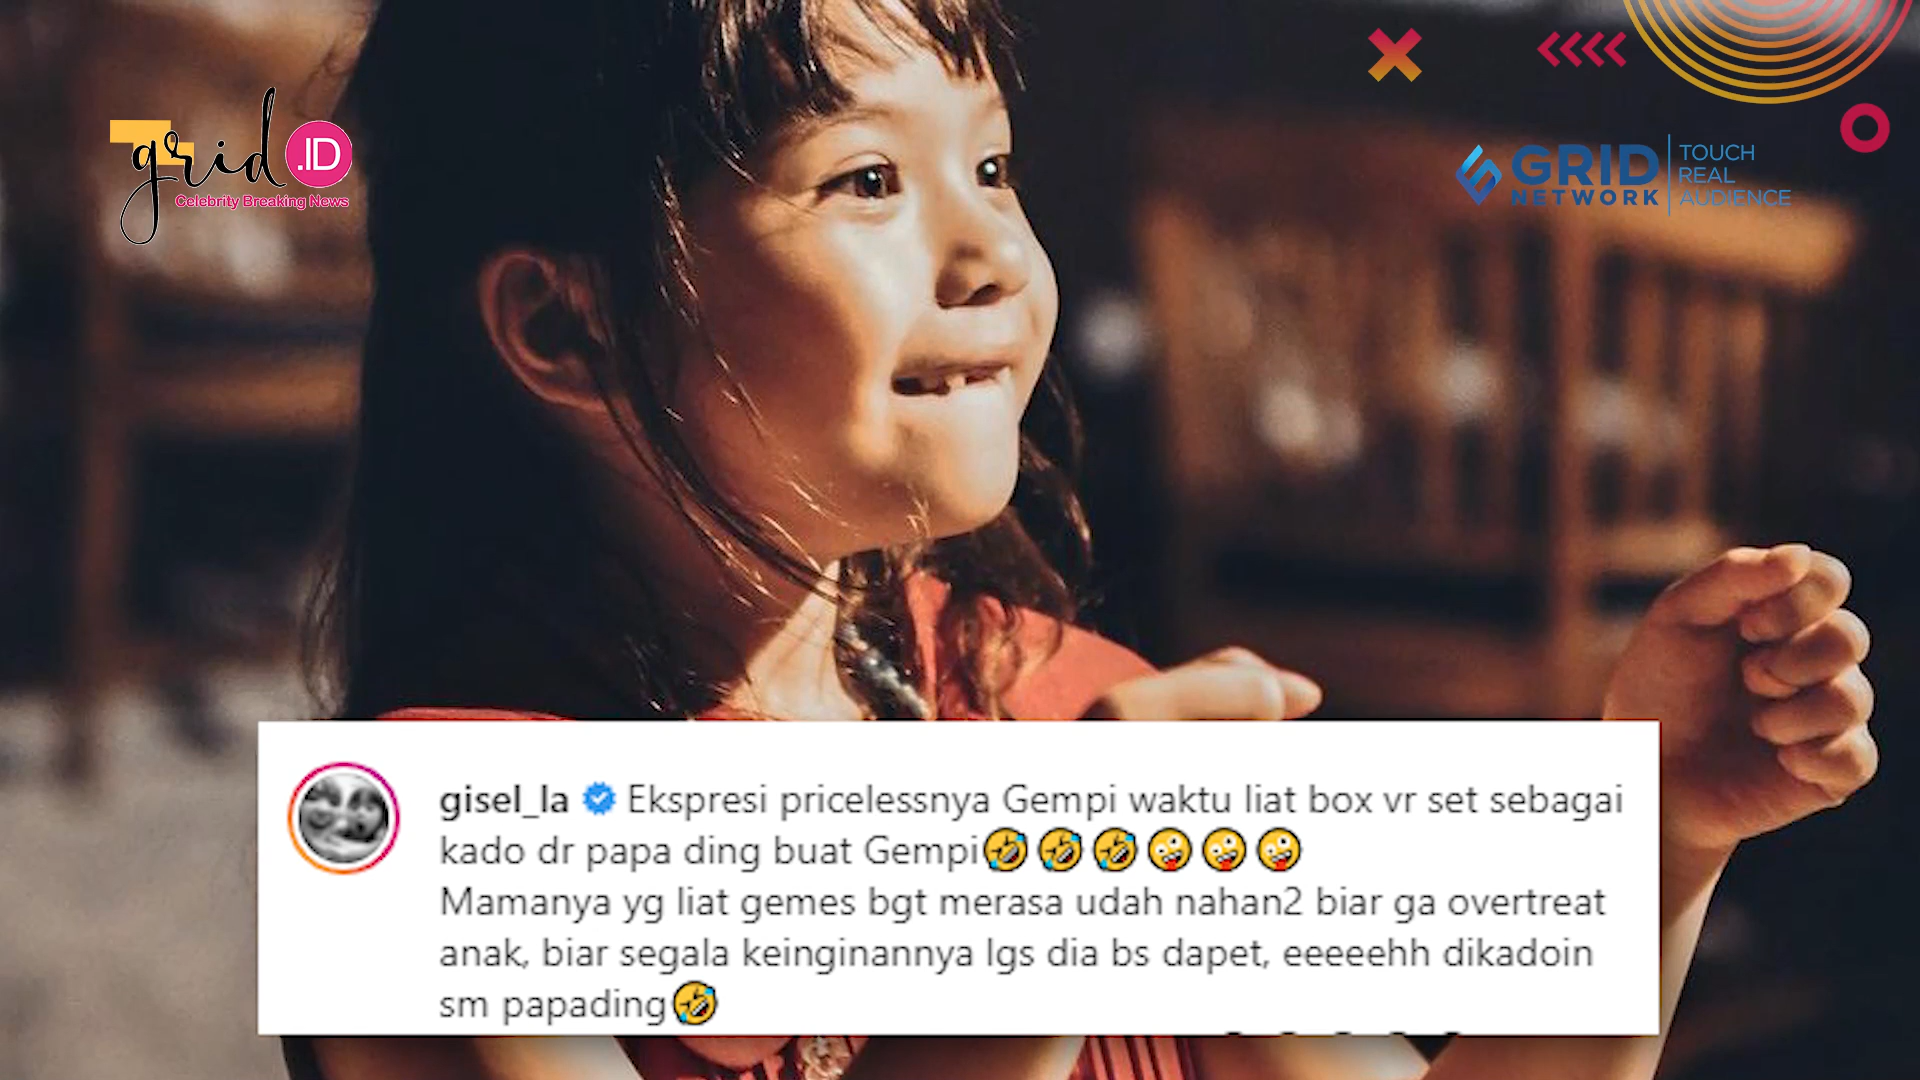 grid .ID
Celebrity Breaking News
GRID
NETWORK
TOUCH
REAL
AUDIENCE
gisel_la Ekspresi pricelessnya Gempi waktu liat box vr set sebagai
kado dr papa ding buat Gempi🤣🤣🤣🤪🤪🤪
Mamanya yg liat gemes bgt merasa udah nahan2 biar ga overtreat
anak, biar segala keinginannya lgs dia bs dapet, eeeeehh dikadoin
sm papading🤣